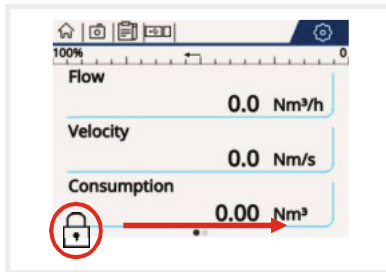 100% 0
Flow
0.0 Nm³/h
Velocity
0.0 Nm/s
Consumption
0.00 Nm³